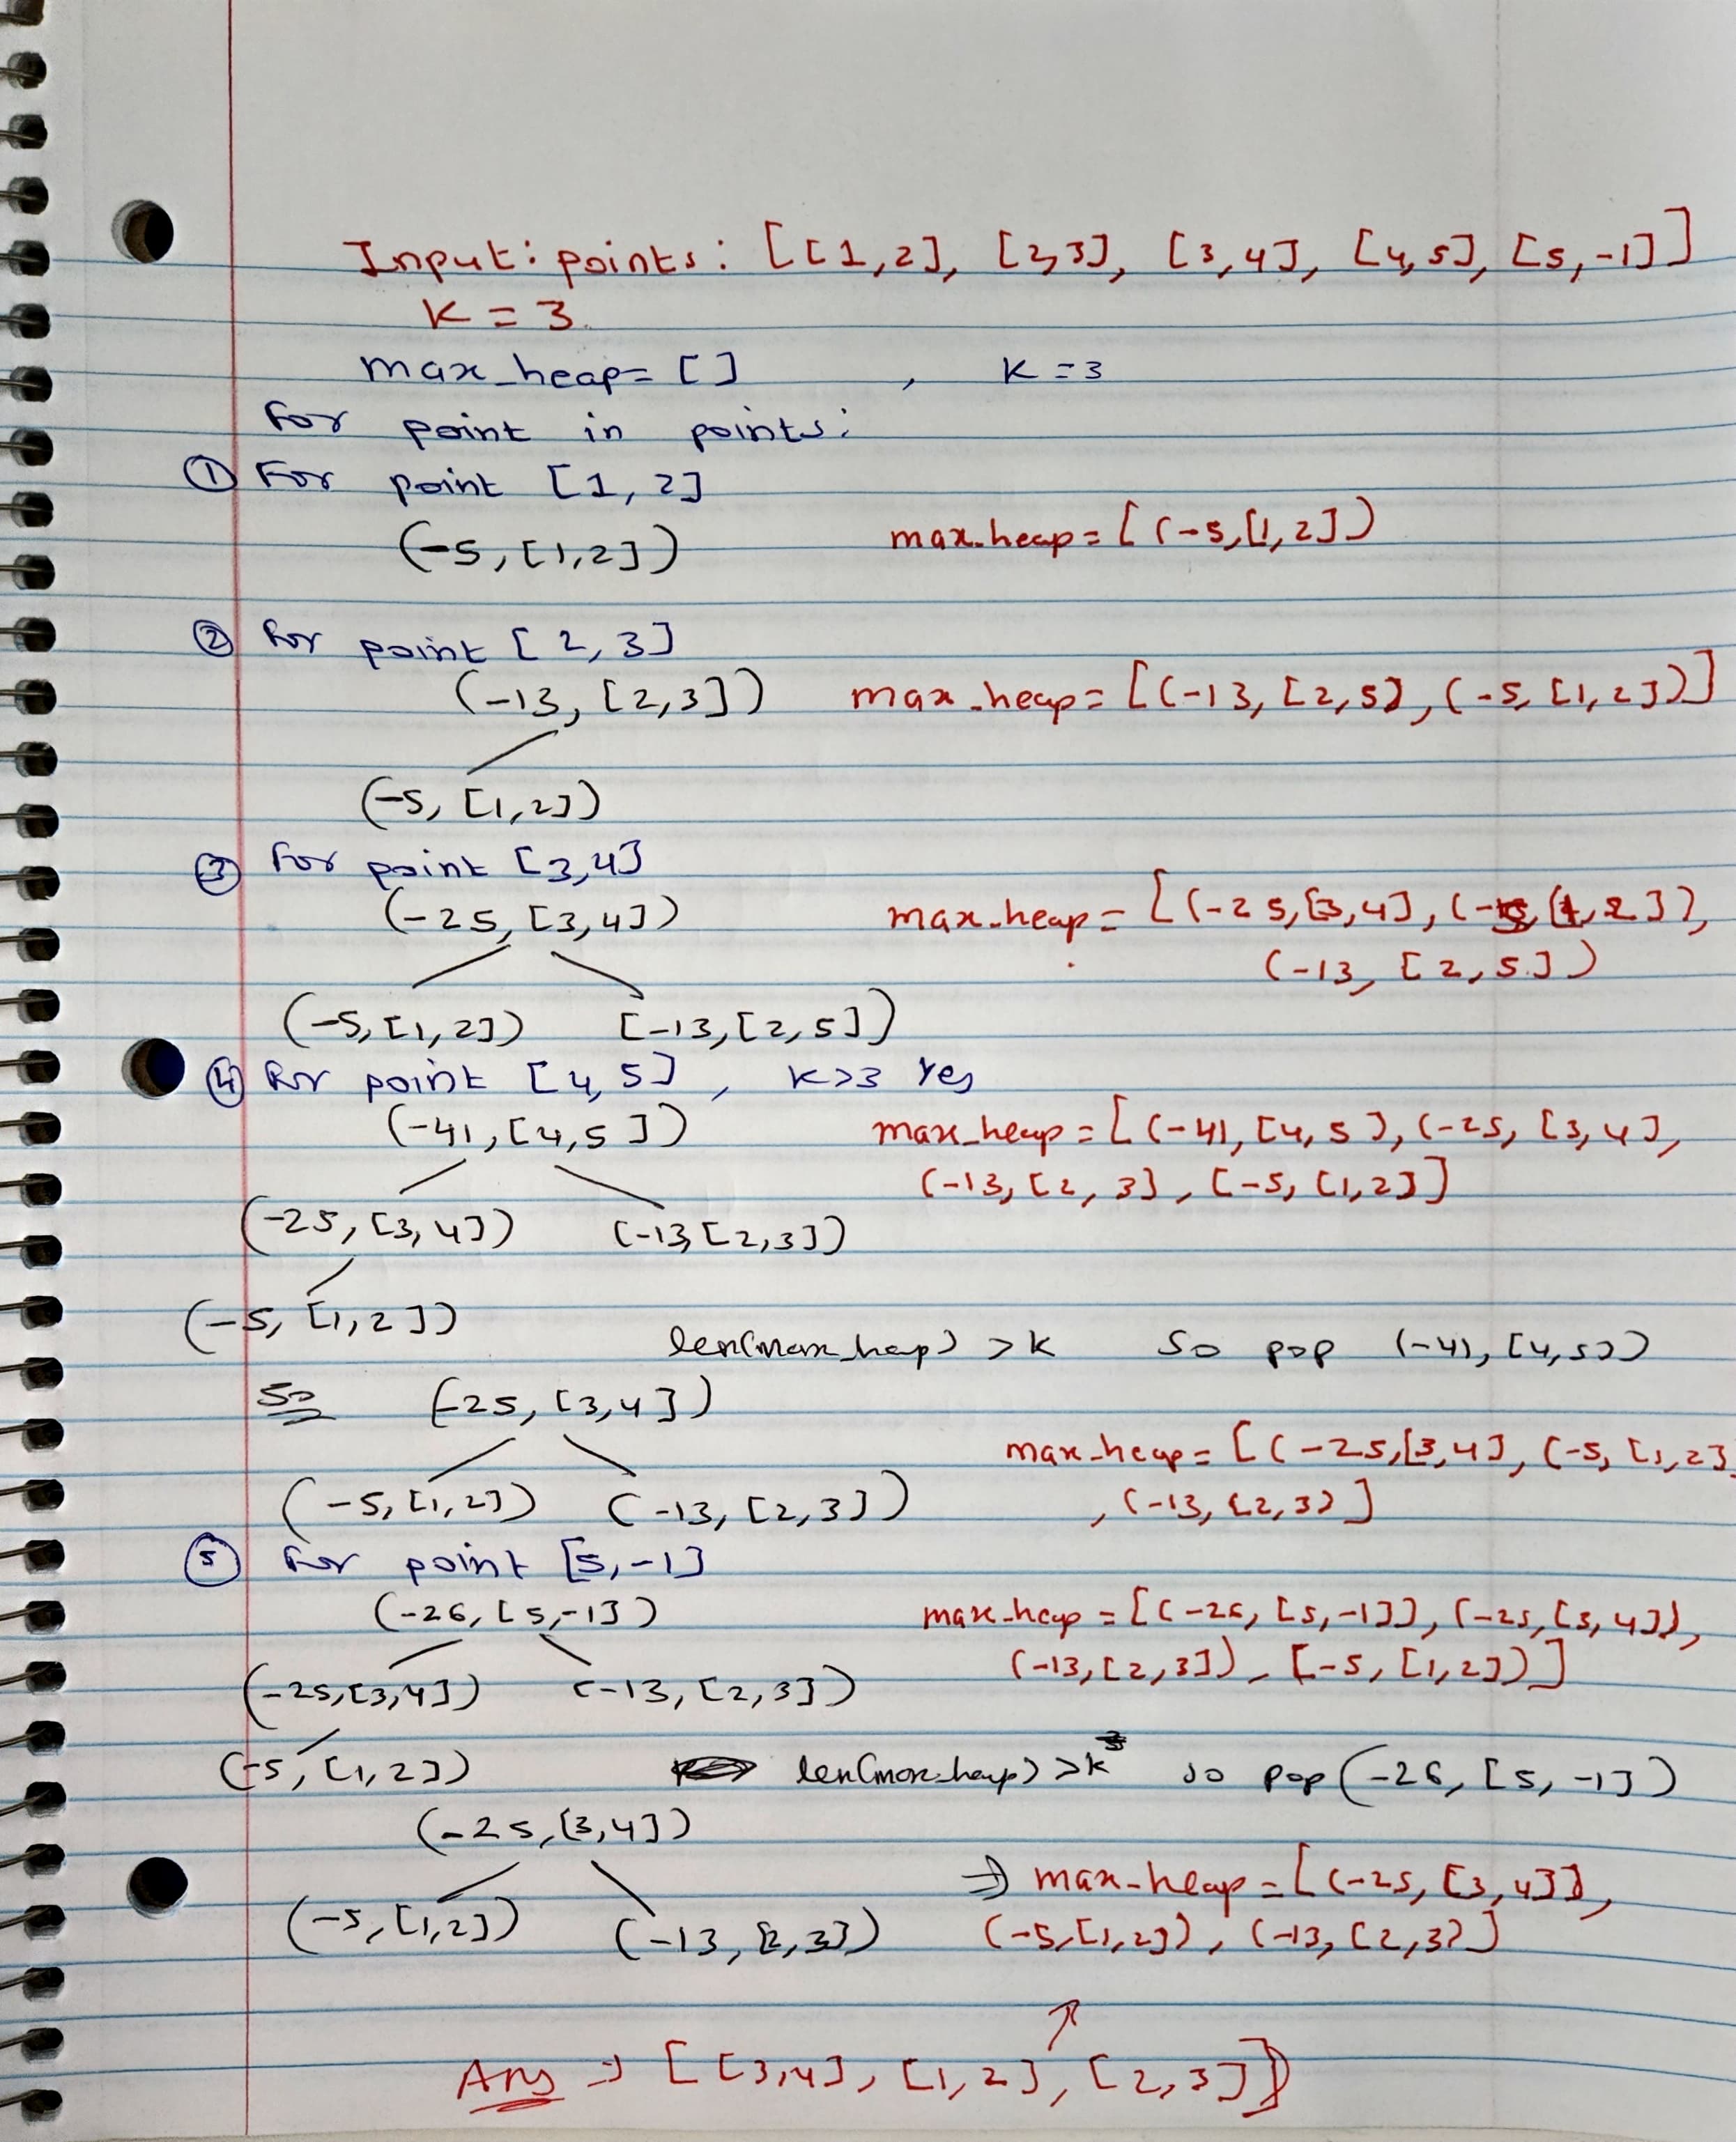 Input: points: [[1,2], [2,3], [3,4], [4,5], [5,-1]]
K = 3
max_heap= [] , K = 3
for point in points:
① For point [1, 2]
(-5, [1,2]) max_heap = [(-5,[1,2])
② for point [2, 3]
(-13, [2,3]) max_heap = [(-13, [2,5], (-5, [1,2])]
(-5, [1,2])
③ for point [3,4]
(-25, [3,4]) max_heap = [(-25,[3,4], (-5, [1,2]),
(-13, [2,5])
(-5,[1,2]) [-13,[2,5])
④ for point [4,5], K>3 Yes
(-41,[4,5]) max_heap = [(-41,[4,5], (-25, [3,4],
(-13, [2,3], [-5, [1,2]]
(-25, [3,4]) (-13,[2,3])
(-5, [1,2])
len(max_heap) > k So pop (-41, [4,5])
So (-25, [3,4])
max_heap = [(-25,[3,4], (-5, [1,2]
(-5,[1,2]) (-13, [2,3]) , (-13, [2,3)]
⑤ for point [5,-1]
(-26, [5,-1]) max_heap = [(-26, [5,-1]), (-25,[3,4]),
(-13,[2,3]), [-5, [1,2])]
(-25,[3,4]) (-13, [2,3])
(-5, [1,2]) len(max_heap) > k so pop (-26, [5,-1])
(-25,[3,4])
⇒ max_heap = [(-25, [3,4]),
(-5,[1,2]) (-13, [2,3]) (-5,[1,2]), (-13, [2,3)]
Ans ⇒ [[3,4], [1,2], [2,3]]